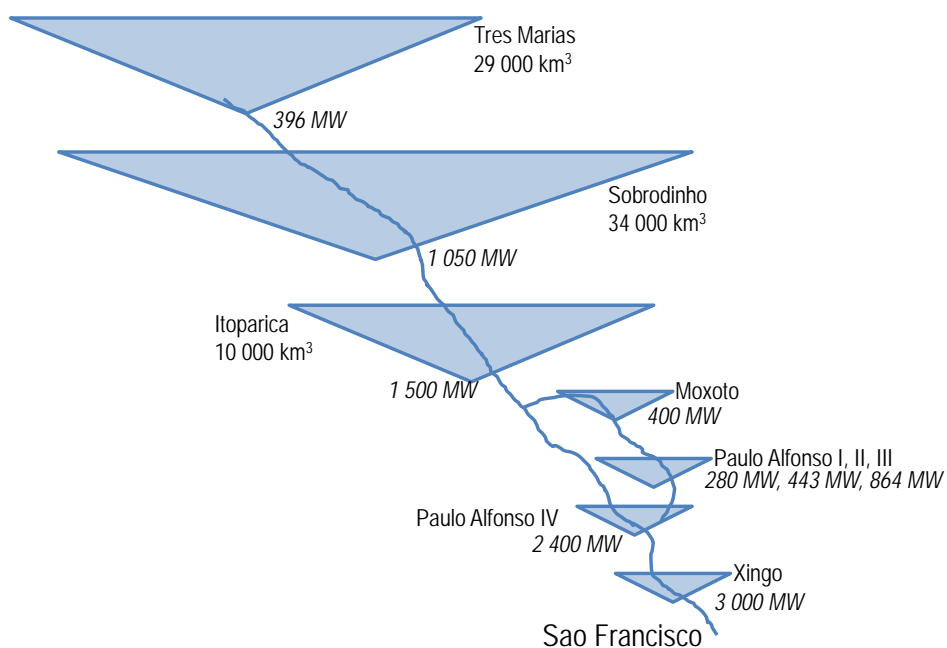 Tres Marias
29 000 km³
396 MW
Sobrodinho
34 000 km³
1 050 MW
Itoparica
10 000 km³
1 500 MW
Moxoto
400 MW
Paulo Alfonso I, II, III
280 MW, 443 MW, 864 MW
Paulo Alfonso IV
2 400 MW
Xingo
3 000 MW
Sao Francisco